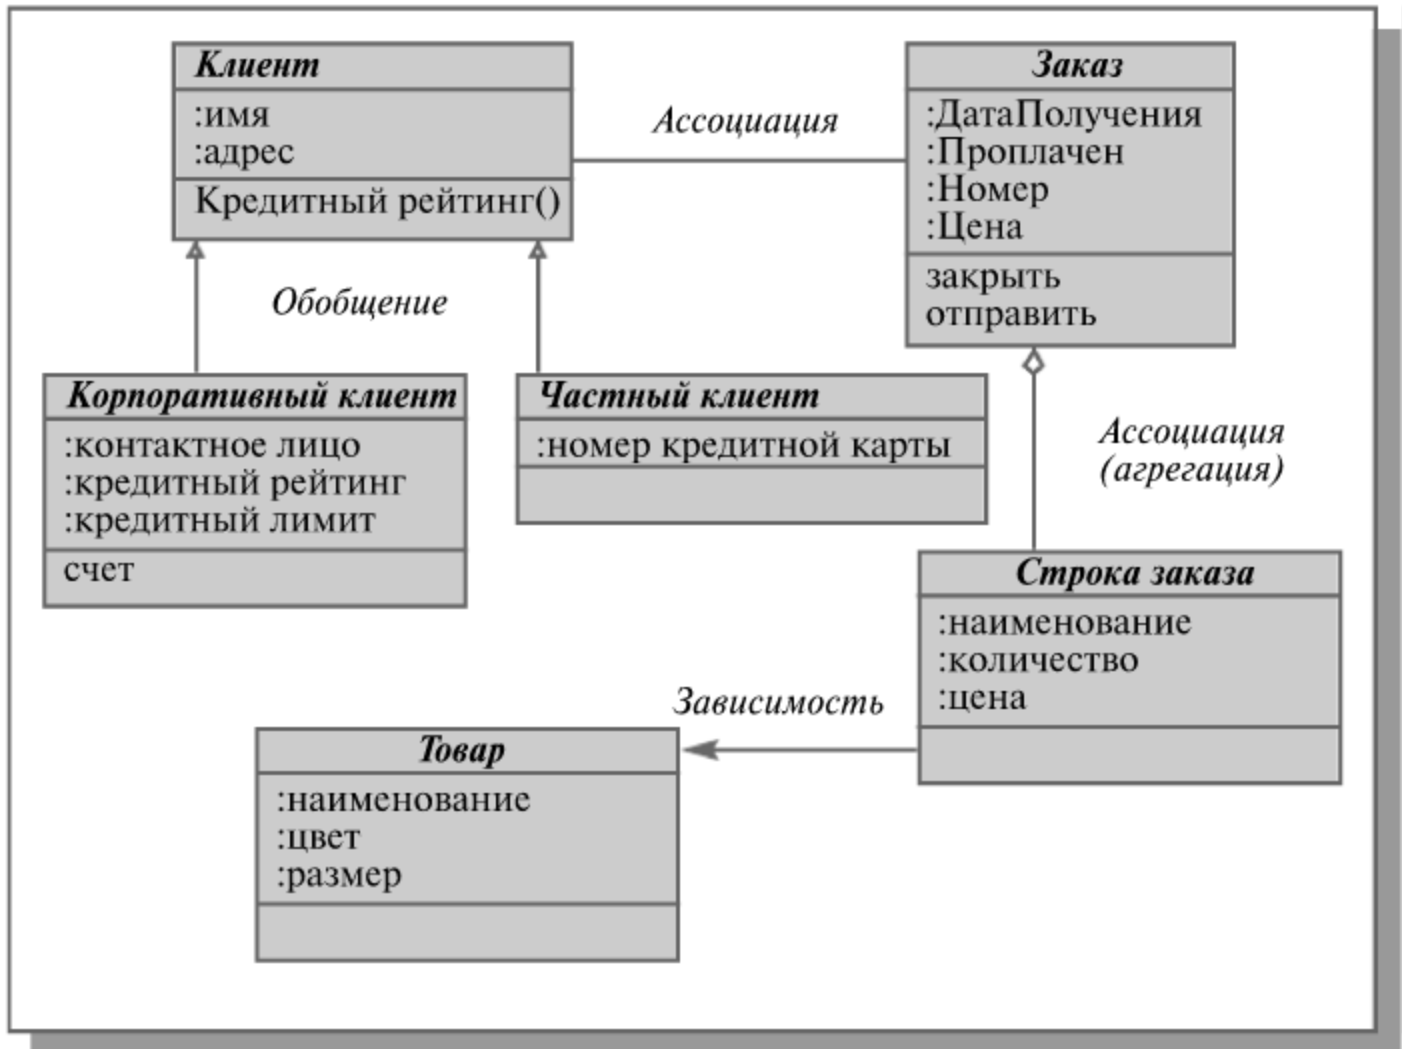 Клиент
:имя
:адрес
Кредитный рейтинг()
Ассоциация
Заказ
:ДатаПолучения
:Проплачен
:Номер
:Цена
закрыть
отправить
Обобщение
Корпоративный клиент
:контактное лицо
:кредитный рейтинг
:кредитный лимит
счет
Частный клиент
:номер кредитной карты
Ассоциация
(агрегация)
Строка заказа
:наименование
:количество
:цена
Зависимость
Товар
:наименование
:цвет
:размер